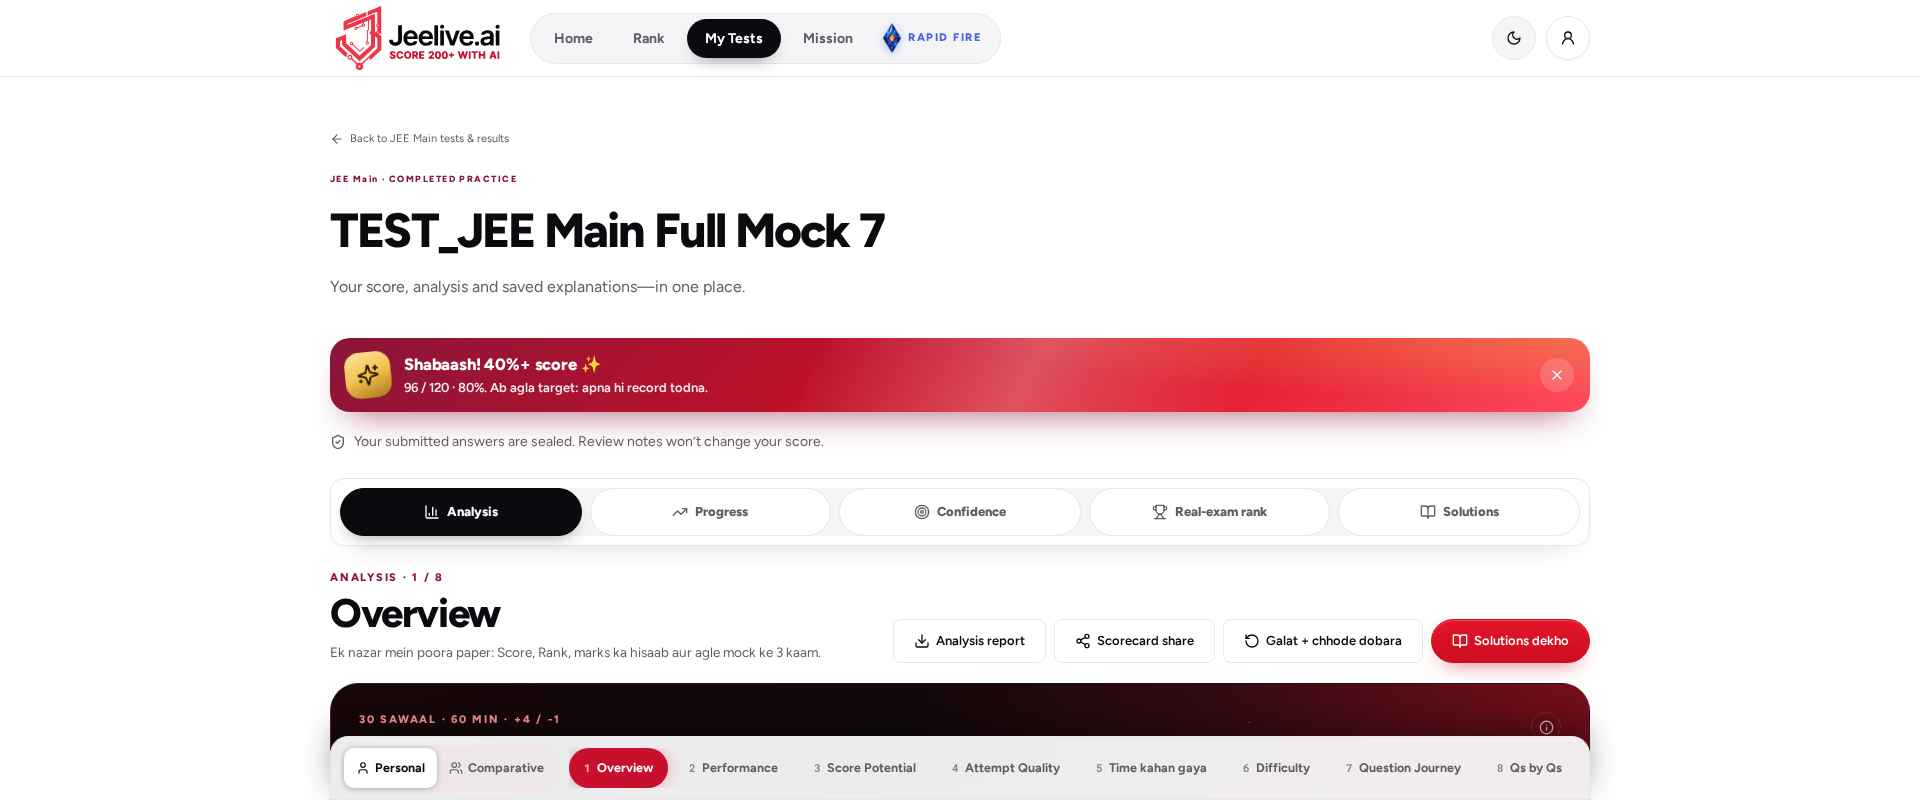 Jeelive.ai
SCORE 200+ WITH AI
Home
Rank
My Tests
Mission
RAPID FIRE
Back to JEE Main tests & results
JEE Main · COMPLETED PRACTICE
TEST_JEE Main Full Mock 7
Your score, analysis and saved explanations—in one place.
Shabaash! 40%+ score ✨
96 / 120 · 80%. Ab agla target: apna hi record todna.
Your submitted answers are sealed. Review notes won't change your score.
Analysis
Progress
Confidence
Real-exam rank
Solutions
ANALYSIS · 1 / 8
Overview
Ek nazar mein poora paper: Score, Rank, marks ka hisaab aur agle mock ke 3 kaam.
Analysis report
Scorecard share
Galat + chhode dobara
Solutions dekho
30 SAWAAL · 60 MIN · +4 / -1
Personal
Comparative
1 Overview
2 Performance
3 Score Potential
4 Attempt Quality
5 Time kahan gaya
6 Difficulty
7 Question Journey
8 Qs by Qs